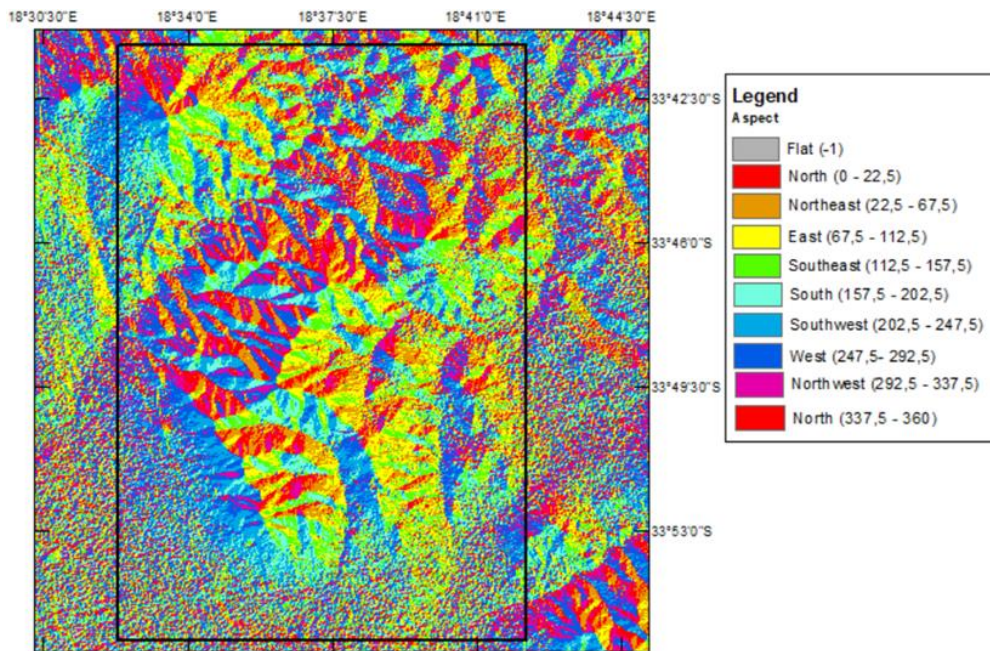 18°30'30"E 18°34'0"E 18°37'30"E 18°41'0"E 18°44'30"E
33°42'30"S
33°46'0"S
33°49'30"S
33°53'0"S
Legend
Aspect
Flat (-1)
North (0 - 22,5)
Northeast (22,5 - 67,5)
East (67,5 - 112,5)
Southeast (112,5 - 157,5)
South (157,5 - 202,5)
Southwest (202,5 - 247,5)
West (247,5- 292,5)
Northwest (292,5 - 337,5)
North (337,5 - 360)